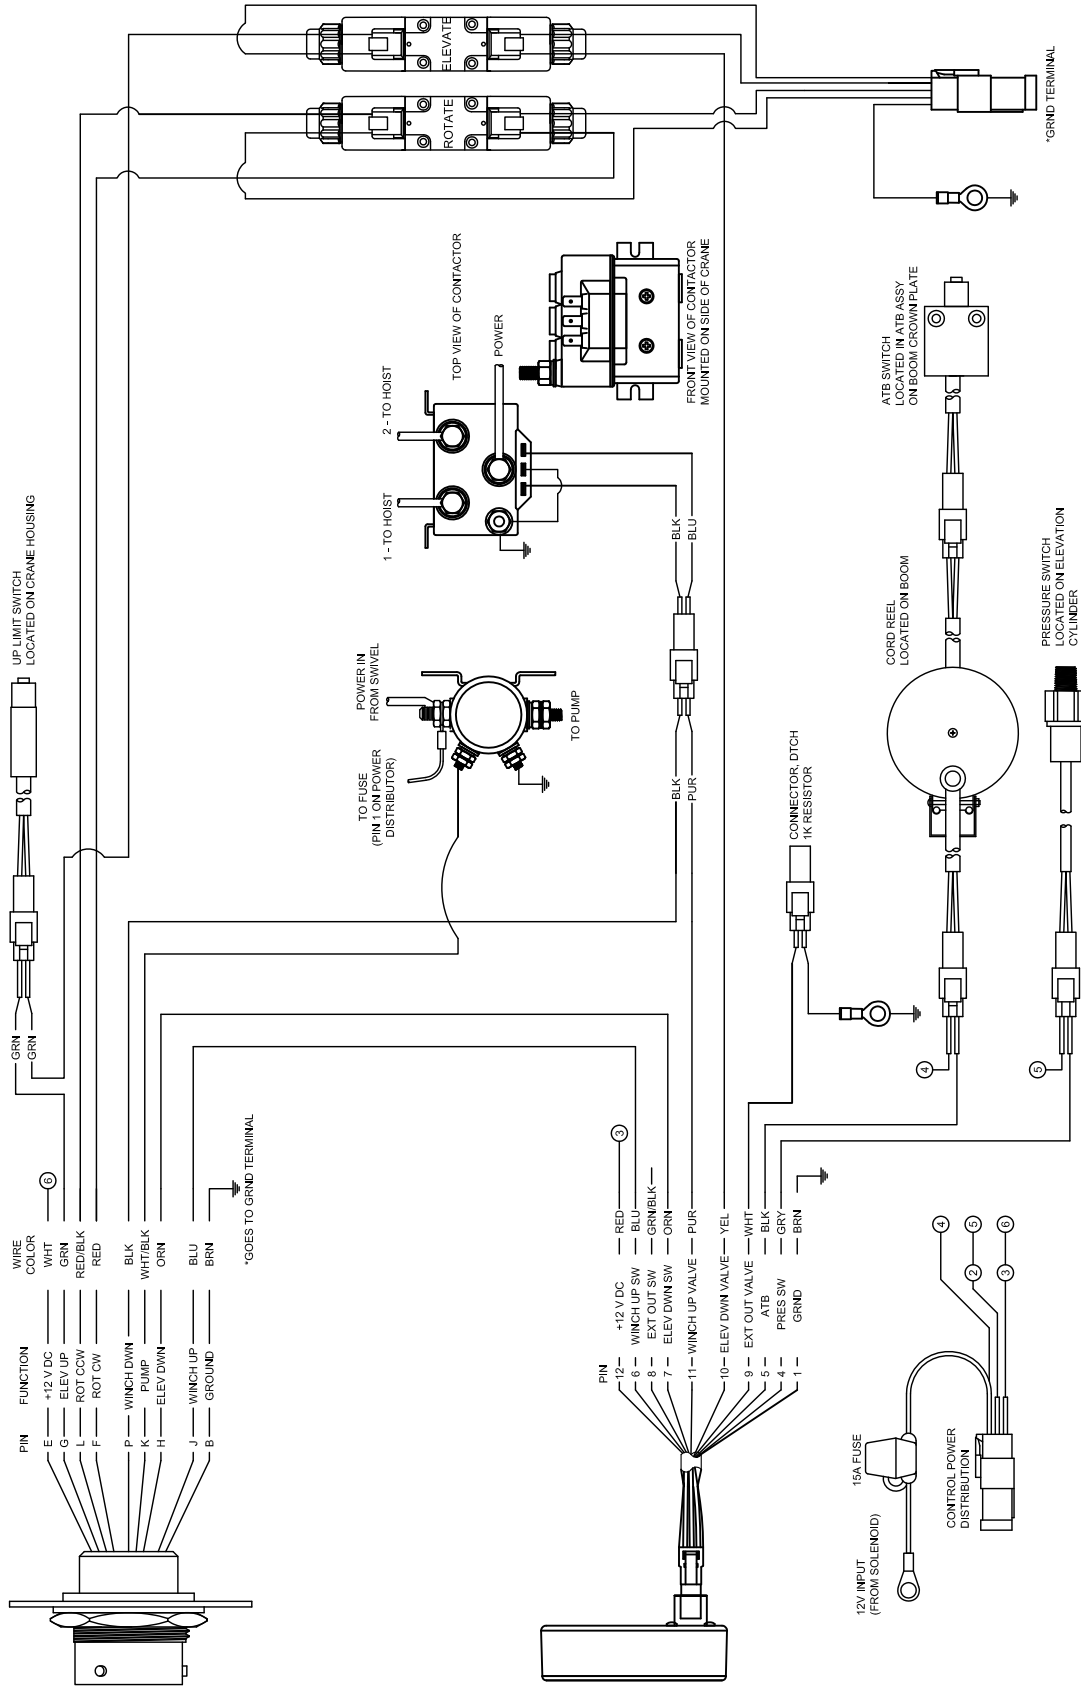 PIN FUNCTION WIRE
COLOR
E +12 V DC WHT 6
G ELEV UP GRN
L ROT CCW RED/BLK
F ROT CW RED
P WINCH DWN BLK
K PUMP WHT/BLK
H ELEV DWN ORN
J WINCH UP BLU
B GROUND BRN
*GOES TO GRND TERMINAL
GRN
GRN
UP LIMIT SWITCH
LOCATED ON CRANE HOUSING
ELEVATE
ROTATE
*GRND TERMINAL
POWER IN
FROM SWIVEL
TO FUSE
(PIN 1 ON POWER
DISTRIBUTOR)
TO PUMP
1 - TO HOIST
2 - TO HOIST
TOP VIEW OF CONTACTOR
POWER
FRONT VIEW OF CONTACTOR
MOUNTED ON SIDE OF CRANE
BLK
PUR
BLK
BLU
PIN
12 +12 V DC RED 3
6 WINCH UP SW BLU
8 EXT OUT SW GRN/BLK
7 ELEV DWN SW ORN
11 WINCH UP VALVE PUR
10 ELEV DWN VALVE YEL
9 EXT OUT VALVE WHT
5 ATB BLK
4 PRES SW GRY
1 GRND BRN
CONNECTOR, DTCH
1K RESISTOR
4
CORD REEL
LOCATED ON BOOM
ATB SWITCH
LOCATED IN ATB ASSY
ON BOOM CROWN PLATE
5
PRESSURE SWITCH
LOCATED ON ELEVATION
CYLINDER
12V INPUT
(FROM SOLENOID)
15A FUSE
CONTROL POWER
DISTRIBUTION
4
2 5
3 6